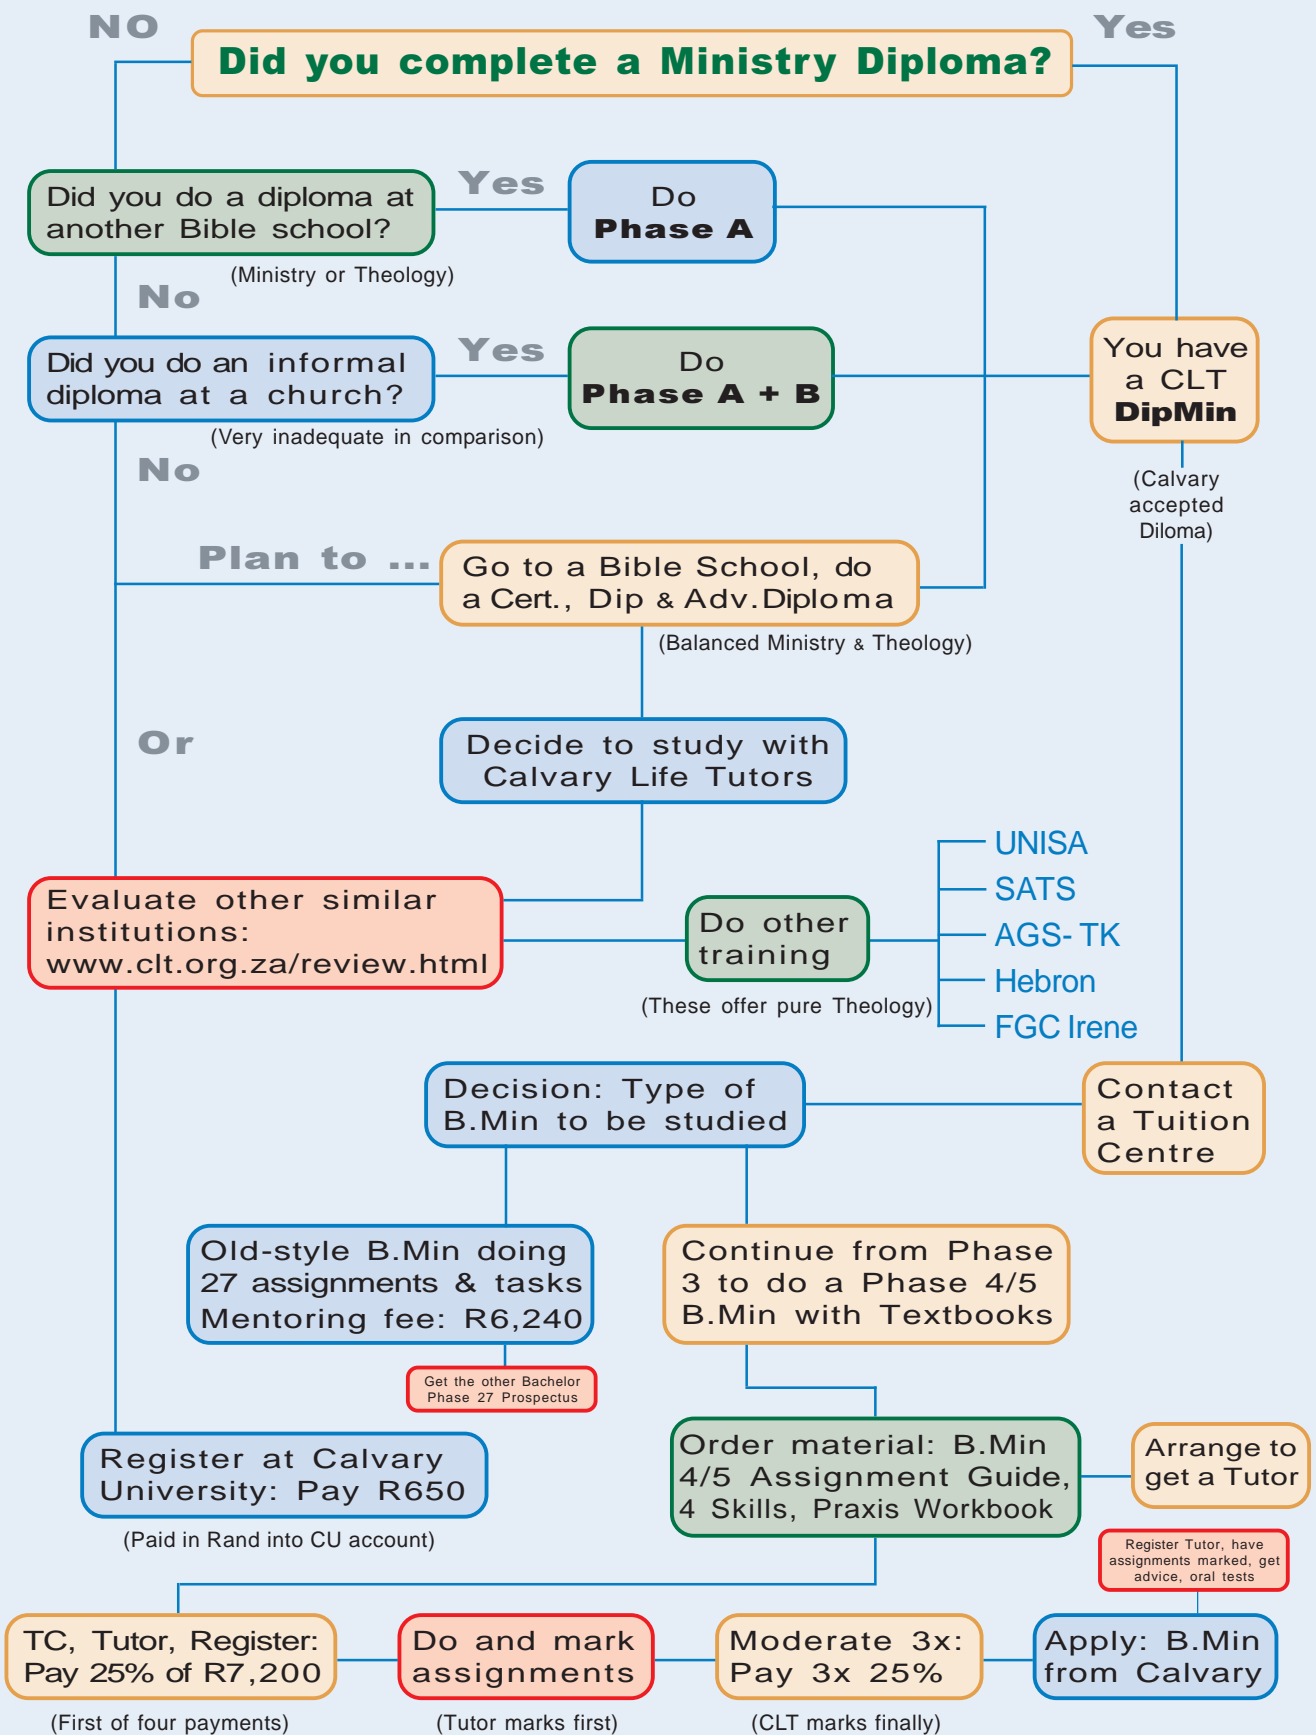 NO
Yes
Did you complete a Ministry Diploma?
Did you do a diploma at
another Bible school?
(Ministry or Theology)
Yes
Do
Phase A
No
Did you do an informal
diploma at a church?
(Very inadequate in comparison)
Yes
Do
Phase A + B
You have
a CLT
DipMin
(Calvary
accepted
Diloma)
No
Plan to ...
Go to a Bible School, do
a Cert., Dip & Adv.Diploma
(Balanced Ministry & Theology)
Or
Decide to study with
Calvary Life Tutors
Evaluate other similar
institutions:
www.clt.org.za/review.html
Do other
training
(These offer pure Theology)
UNISA
SATS
AGS- TK
Hebron
FGC Irene
Decision: Type of
B.Min to be studied
Contact
a Tuition
Centre
Old-style B.Min doing
27 assignments & tasks
Mentoring fee: R6,240
Get the other Bachelor
Phase 27 Prospectus
Continue from Phase
3 to do a Phase 4/5
B.Min with Textbooks
Register at Calvary
University: Pay R650
(Paid in Rand into CU account)
Order material: B.Min
4/5 Assignment Guide,
4 Skills, Praxis Workbook
Arrange to
get a Tutor
Register Tutor, have
assignments marked, get
advice, oral tests
TC, Tutor, Register:
Pay 25% of R7,200
(First of four payments)
Do and mark
assignments
(Tutor marks first)
Moderate 3x:
Pay 3x 25%
(CLT marks finally)
Apply: B.Min
from Calvary